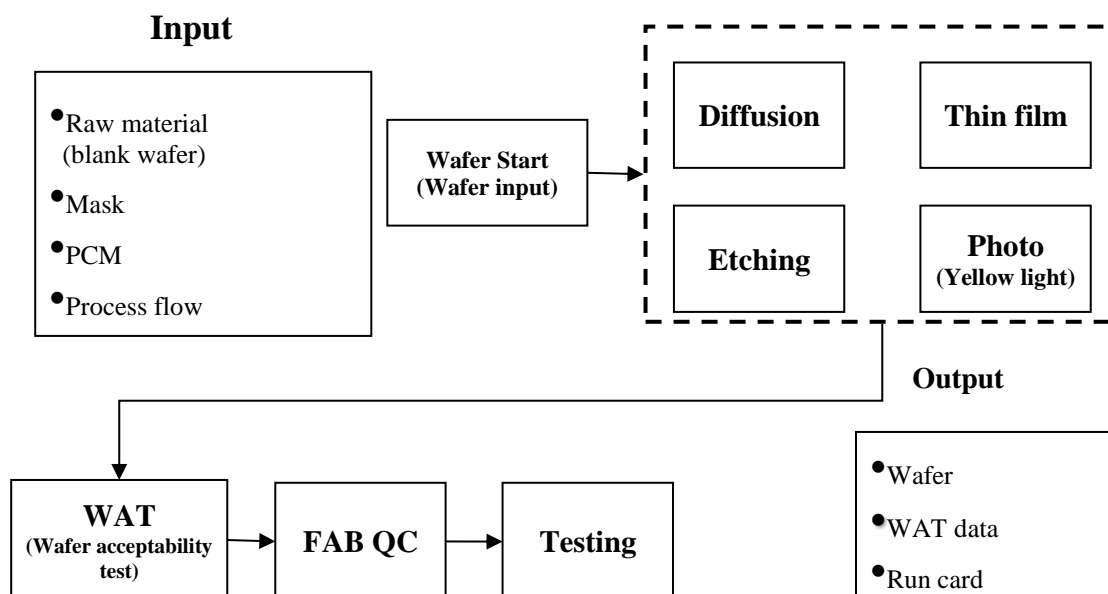 Input
•Raw material
(blank wafer)
•Mask
•PCM
•Process flow
Wafer Start
(Wafer input)
Diffusion
Thin film
Etching
Photo
(Yellow light)
Output
WAT
(Wafer acceptability
test)
FAB QC
Testing
•Wafer
•WAT data
•Run card